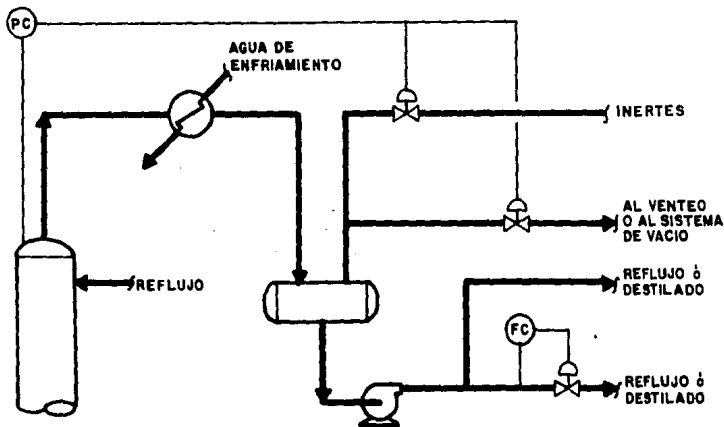 PC
AGUA DE
ENFRIAMIENTO
INERTES
AL VENTEO
O AL SISTEMA
DE VACIO
REFLUJO
REFLUJO ó
DESTILADO
FC
REFLUJO ó
DESTILADO